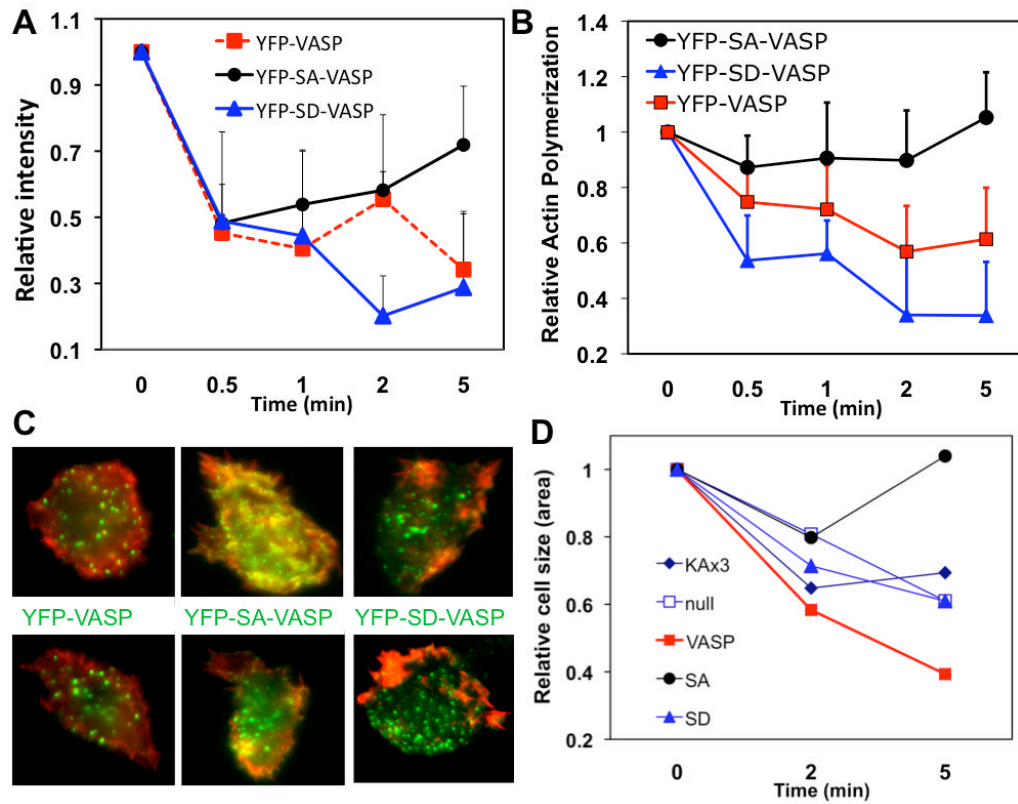 A
Relative intensity
1.1
0.9
0.7
0.5
0.3
0.1
YFP-VASP
YFP-SA-VASP
YFP-SD-VASP
0 0.5 1 2 5
Time (min)
B
Relative Actin Polymerization
1.4
1.2
1
0.8
0.6
0.4
0.2
YFP-SA-VASP
YFP-SD-VASP
YFP-VASP
0 0.5 1 2 5
Time (min)
C
YFP-VASP YFP-SA-VASP YFP-SD-VASP
D
Relative cell size (area)
1
0.8
0.6
0.4
0.2
KAx3
null
VASP
SA
SD
0 2 5
Time (min)